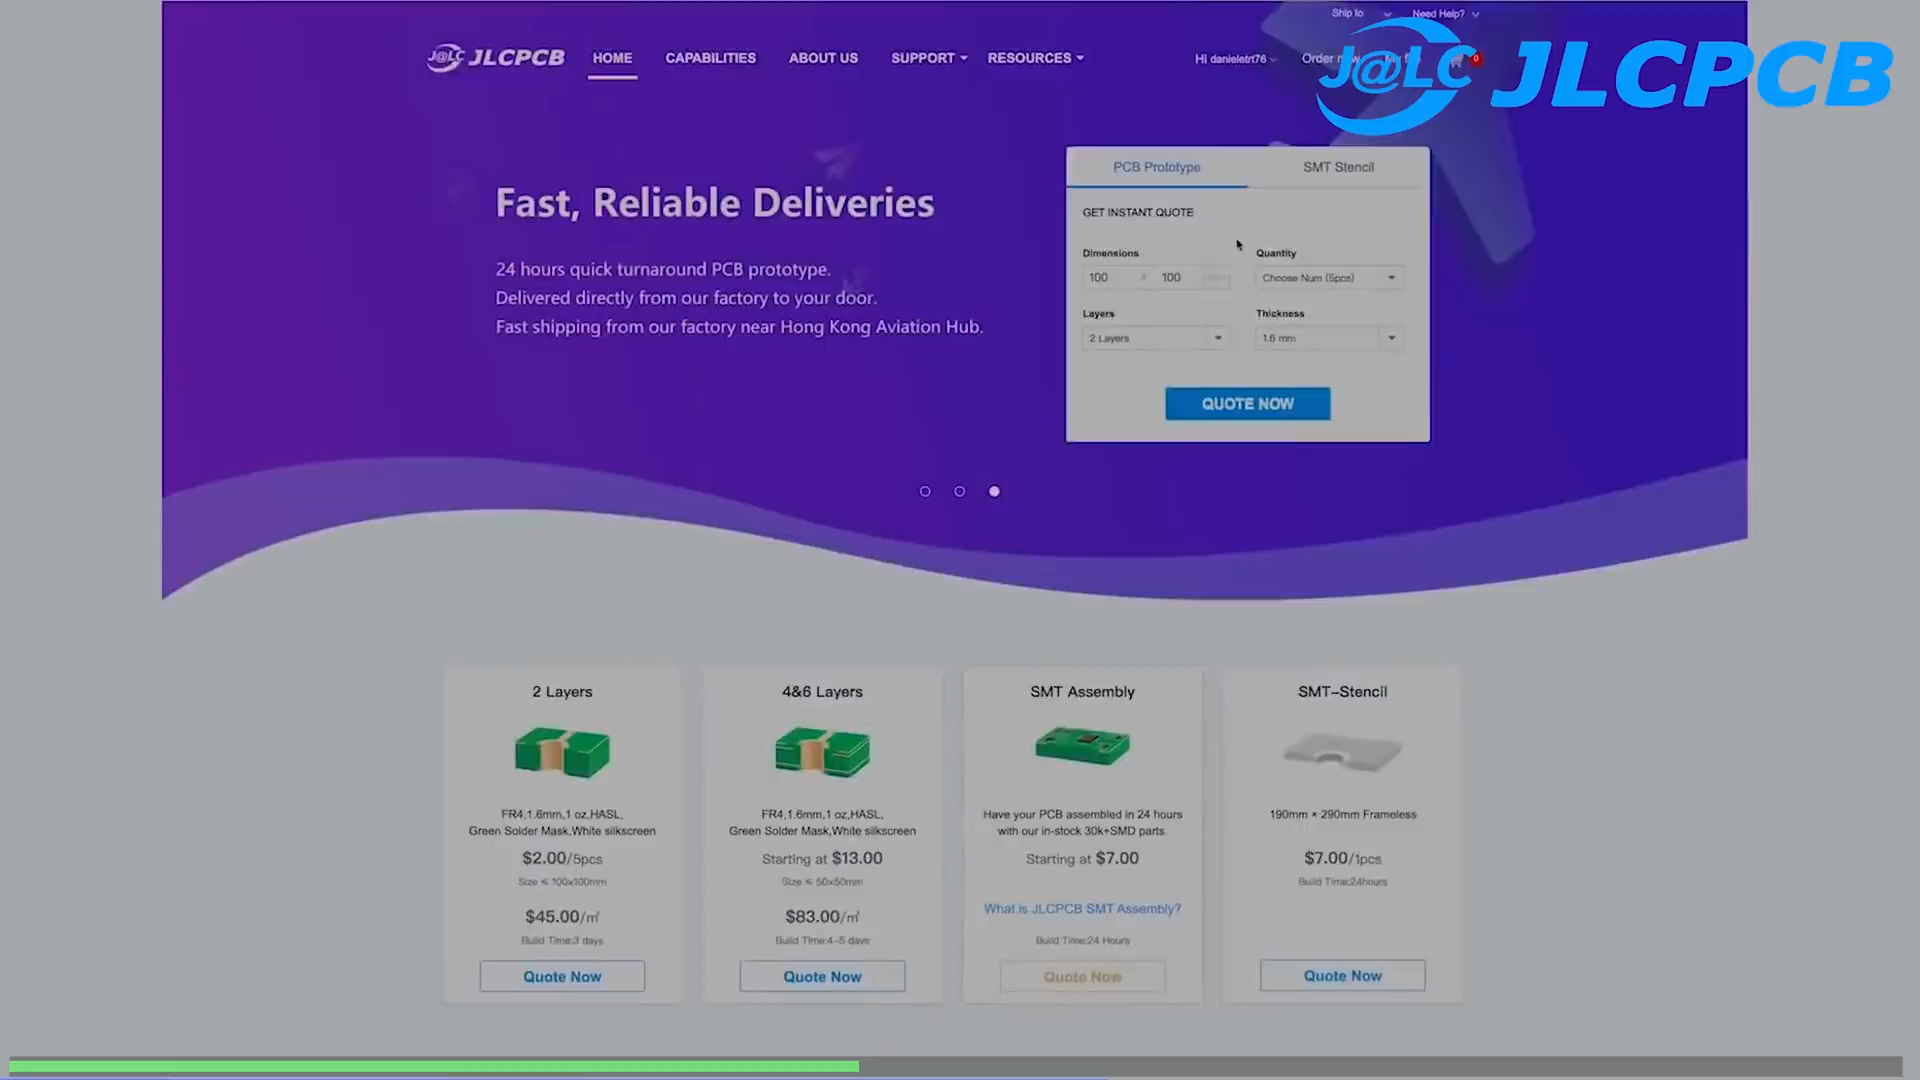 Ship to
Need Help?
J@LC JLCPCB
HOME
CAPABILITIES
ABOUT US
SUPPORT
RESOURCES
Hi danieletrt76
Order
0
J@LC JLCPCB
PCB Prototype
SMT Stencil
Fast, Reliable Deliveries
GET INSTANT QUOTE
24 hours quick turnaround PCB prototype.
Delivered directly from our factory to your door.
Fast shipping from our factory near Hong Kong Aviation Hub.
Dimensions
Quantity
100 × 100
Choose Num (5pcs)
Layers
Thickness
2 Layers
1.6 mm
QUOTE NOW
2 Layers
FR4,1.6mm,1 oz,HASL,
Green Solder Mask,White silkscreen
$2.00/5pcs
Size ≤ 100x100mm
$45.00/㎡
Build Time:3 days
Quote Now
4&6 Layers
FR4,1.6mm,1 oz,HASL,
Green Solder Mask,White silkscreen
Starting at $13.00
Size ≤ 50x50mm
$83.00/㎡
Build Time:4-5 days
Quote Now
SMT Assembly
Have your PCB assembled in 24 hours
with our in-stock 30k+SMD parts.
Starting at $7.00
What is JLCPCB SMT Assembly?
Build Time:24 Hours
Quote Now
SMT-Stencil
190mm × 290mm Frameless
$7.00/1pcs
Build Time:24hours
Quote Now